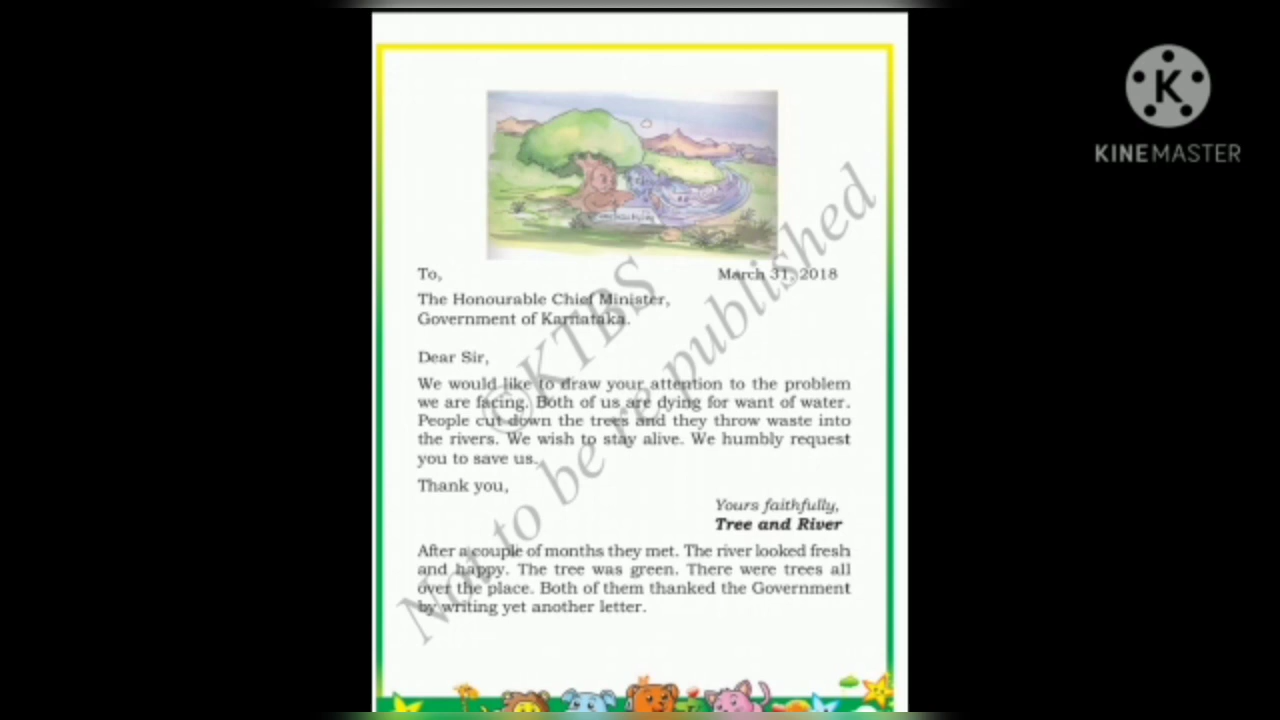 KINEMASTER
To,
March 31, 2018
The Honourable Chief Minister,
Government of Karnataka.
Dear Sir,
We would like to draw your attention to the problem
we are facing. Both of us are dying for want of water.
People cut down the trees and they throw waste into
the rivers. We wish to stay alive. We humbly request
you to save us.
Thank you,
Yours faithfully,
Tree and River
After a couple of months they met. The river looked fresh
and happy. The tree was green. There were trees all
over the place. Both of them thanked the Government
by writing yet another letter.
©KTBS
Not to be republished